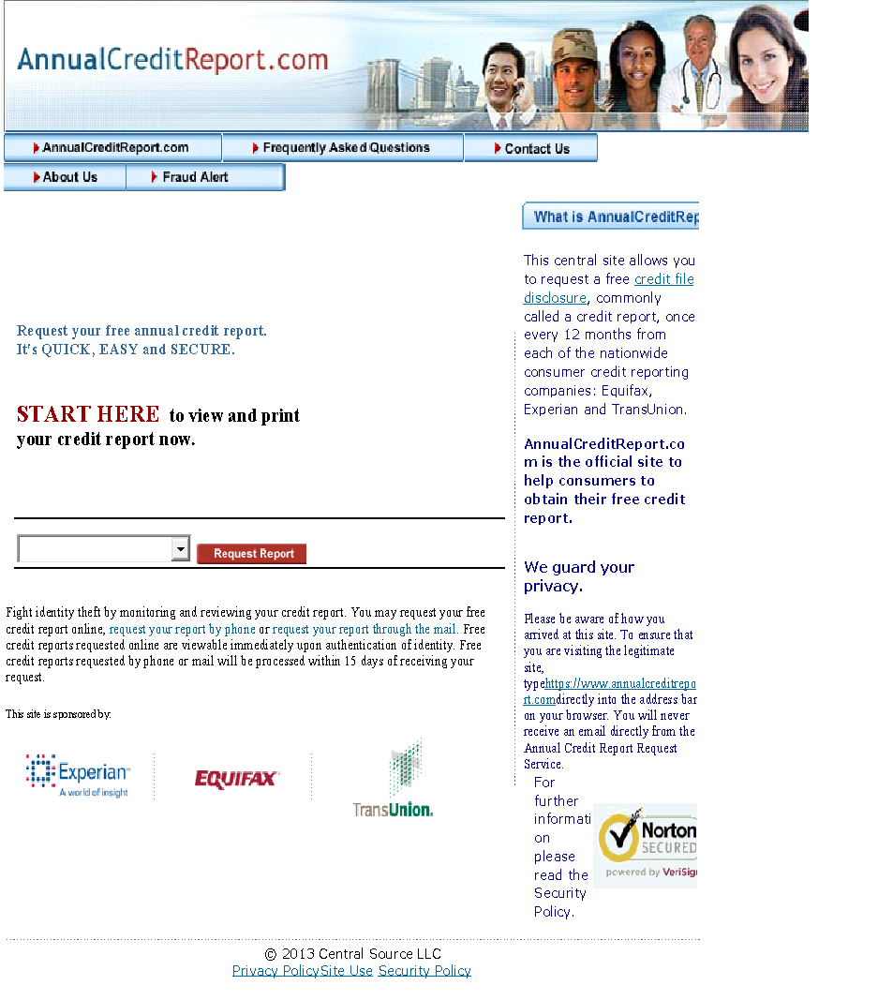 AnnualCreditReport.com
AnnualCreditReport.com
Frequently Asked Questions
Contact Us
About Us
Fraud Alert
Request your free annual credit report.
It's QUICK, EASY and SECURE.
START HERE to view and print
your credit report now.
Request Report
Fight identity theft by monitoring and reviewing your credit report. You may request your free
credit report online, request your report by phone or request your report through the mail. Free
credit reports requested online are viewable immediately upon authentication of identity. Free
credit reports requested by phone or mail will be processed within 15 days of receiving your
request.
This site is sponsored by:
Experian
A world of insight
EQUIFAX
TransUnion.
What is AnnualCreditRep
This central site allows you
to request a free credit file
disclosure, commonly
called a credit report, once
every 12 months from
each of the nationwide
consumer credit reporting
companies: Equifax,
Experian and TransUnion.
AnnualCreditReport.co
m is the official site to
help consumers to
obtain their free credit
report.
We guard your
privacy.
Please be aware of how you
arrived at this site. To ensure that
you are visiting the legitimate
site,
typehttps://www.annualcreditrepo
rt.comdirectly into the address bar
on your browser. You will never
receive an email directly from the
Annual Credit Report Request
Service.
For
further
informati
on
please
read the
Security
Policy.
Norton
SECURED
powered by VeriSig
© 2013 Central Source LLC
Privacy PolicySite Use Security Policy